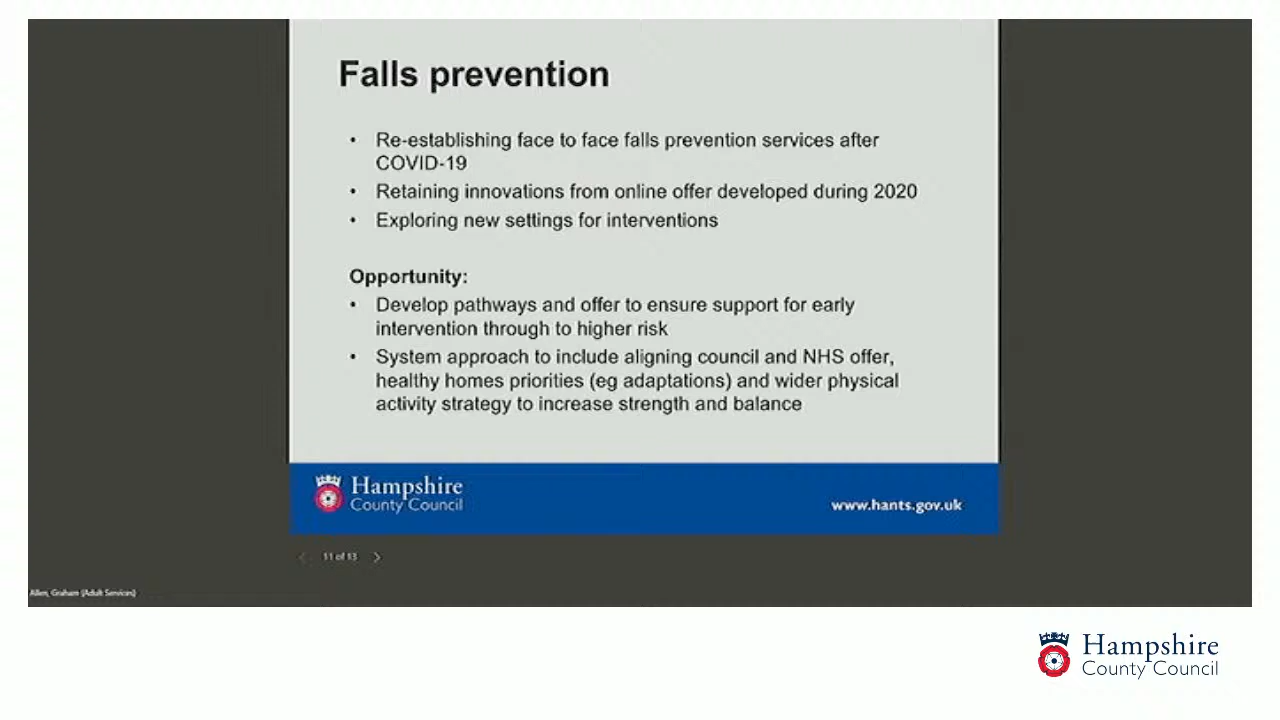 Falls prevention
• Re-establishing face to face falls prevention services after
COVID-19
• Retaining innovations from online offer developed during 2020
• Exploring new settings for interventions
Opportunity:
• Develop pathways and offer to ensure support for early
intervention through to higher risk
• System approach to include aligning council and NHS offer,
healthy homes priorities (eg adaptations) and wider physical
activity strategy to increase strength and balance
Hampshire
County Council
www.hants.gov.uk
11 of 13
Allen, Graham (Adult Services)
Hampshire
County Council